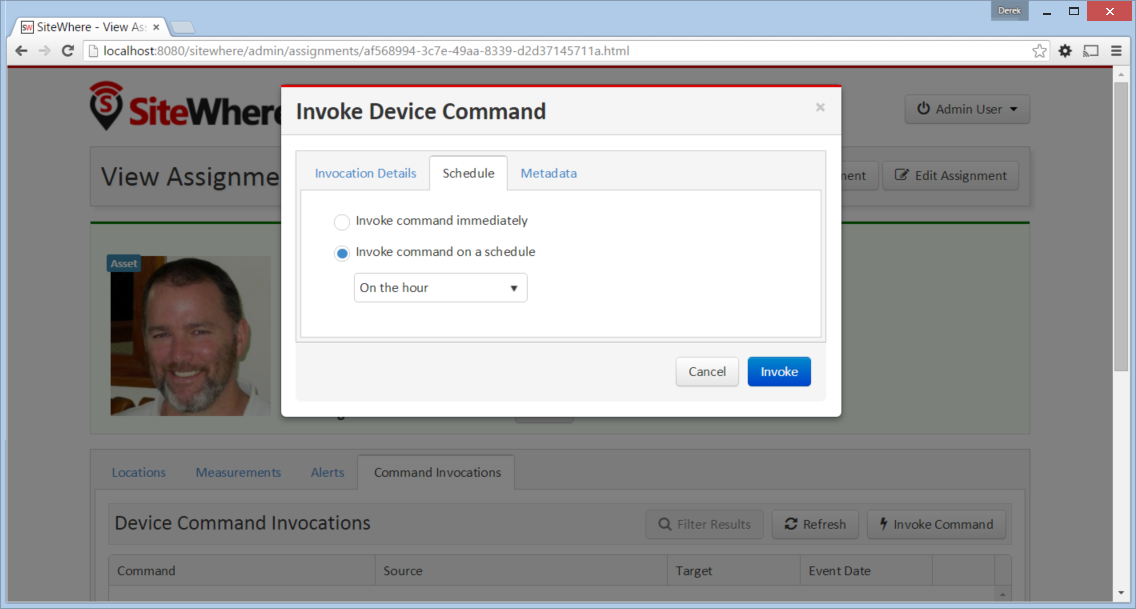 Derek
SW SiteWhere - View As
localhost:8080/sitewhere/admin/assignments/af568994-3c7e-49aa-8339-d2d37145711a.html
S SiteWhere
Invoke Device Command
Admin User
View Assignme
ment
Edit Assignment
Invocation Details
Schedule
Metadata
Invoke command immediately
Invoke command on a schedule
On the hour
Asset
Cancel
Invoke
Locations
Measurements
Alerts
Command Invocations
Device Command Invocations
Filter Results
Refresh
Invoke Command
Command
Source
Target
Event Date